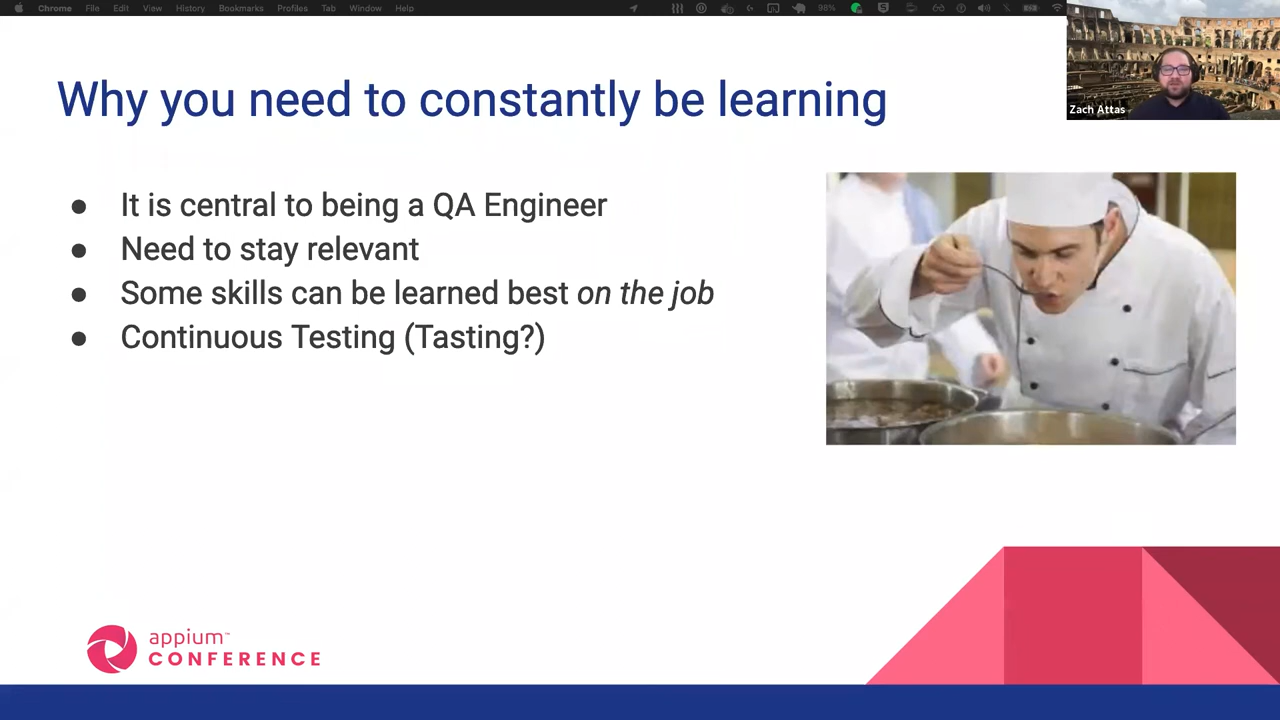 Chrome File Edit View History Bookmarks Profiles Tab Window Help 98%
Zach Attas
Why you need to constantly be learning
● It is central to being a QA Engineer
● Need to stay relevant
● Some skills can be learned best on the job
● Continuous Testing (Tasting?)
appium™
CONFERENCE